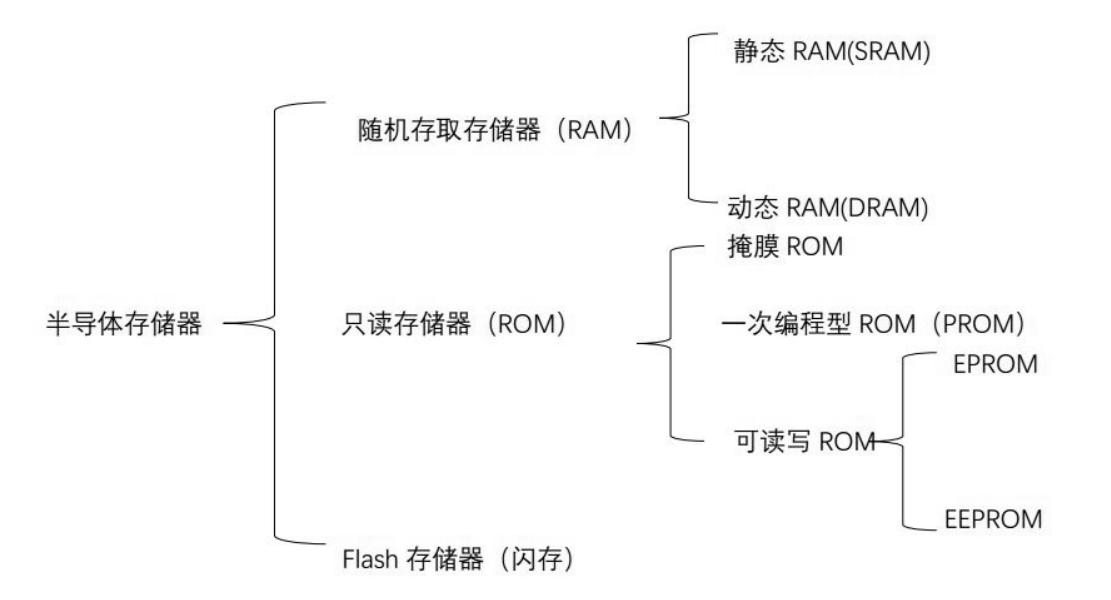 静态 RAM(SRAM)
随机存取存储器（RAM）
动态 RAM(DRAM)
掩膜 ROM
半导体存储器
只读存储器（ROM）
一次编程型 ROM（PROM）
EPROM
可读写 ROM
EEPROM
Flash 存储器（闪存）